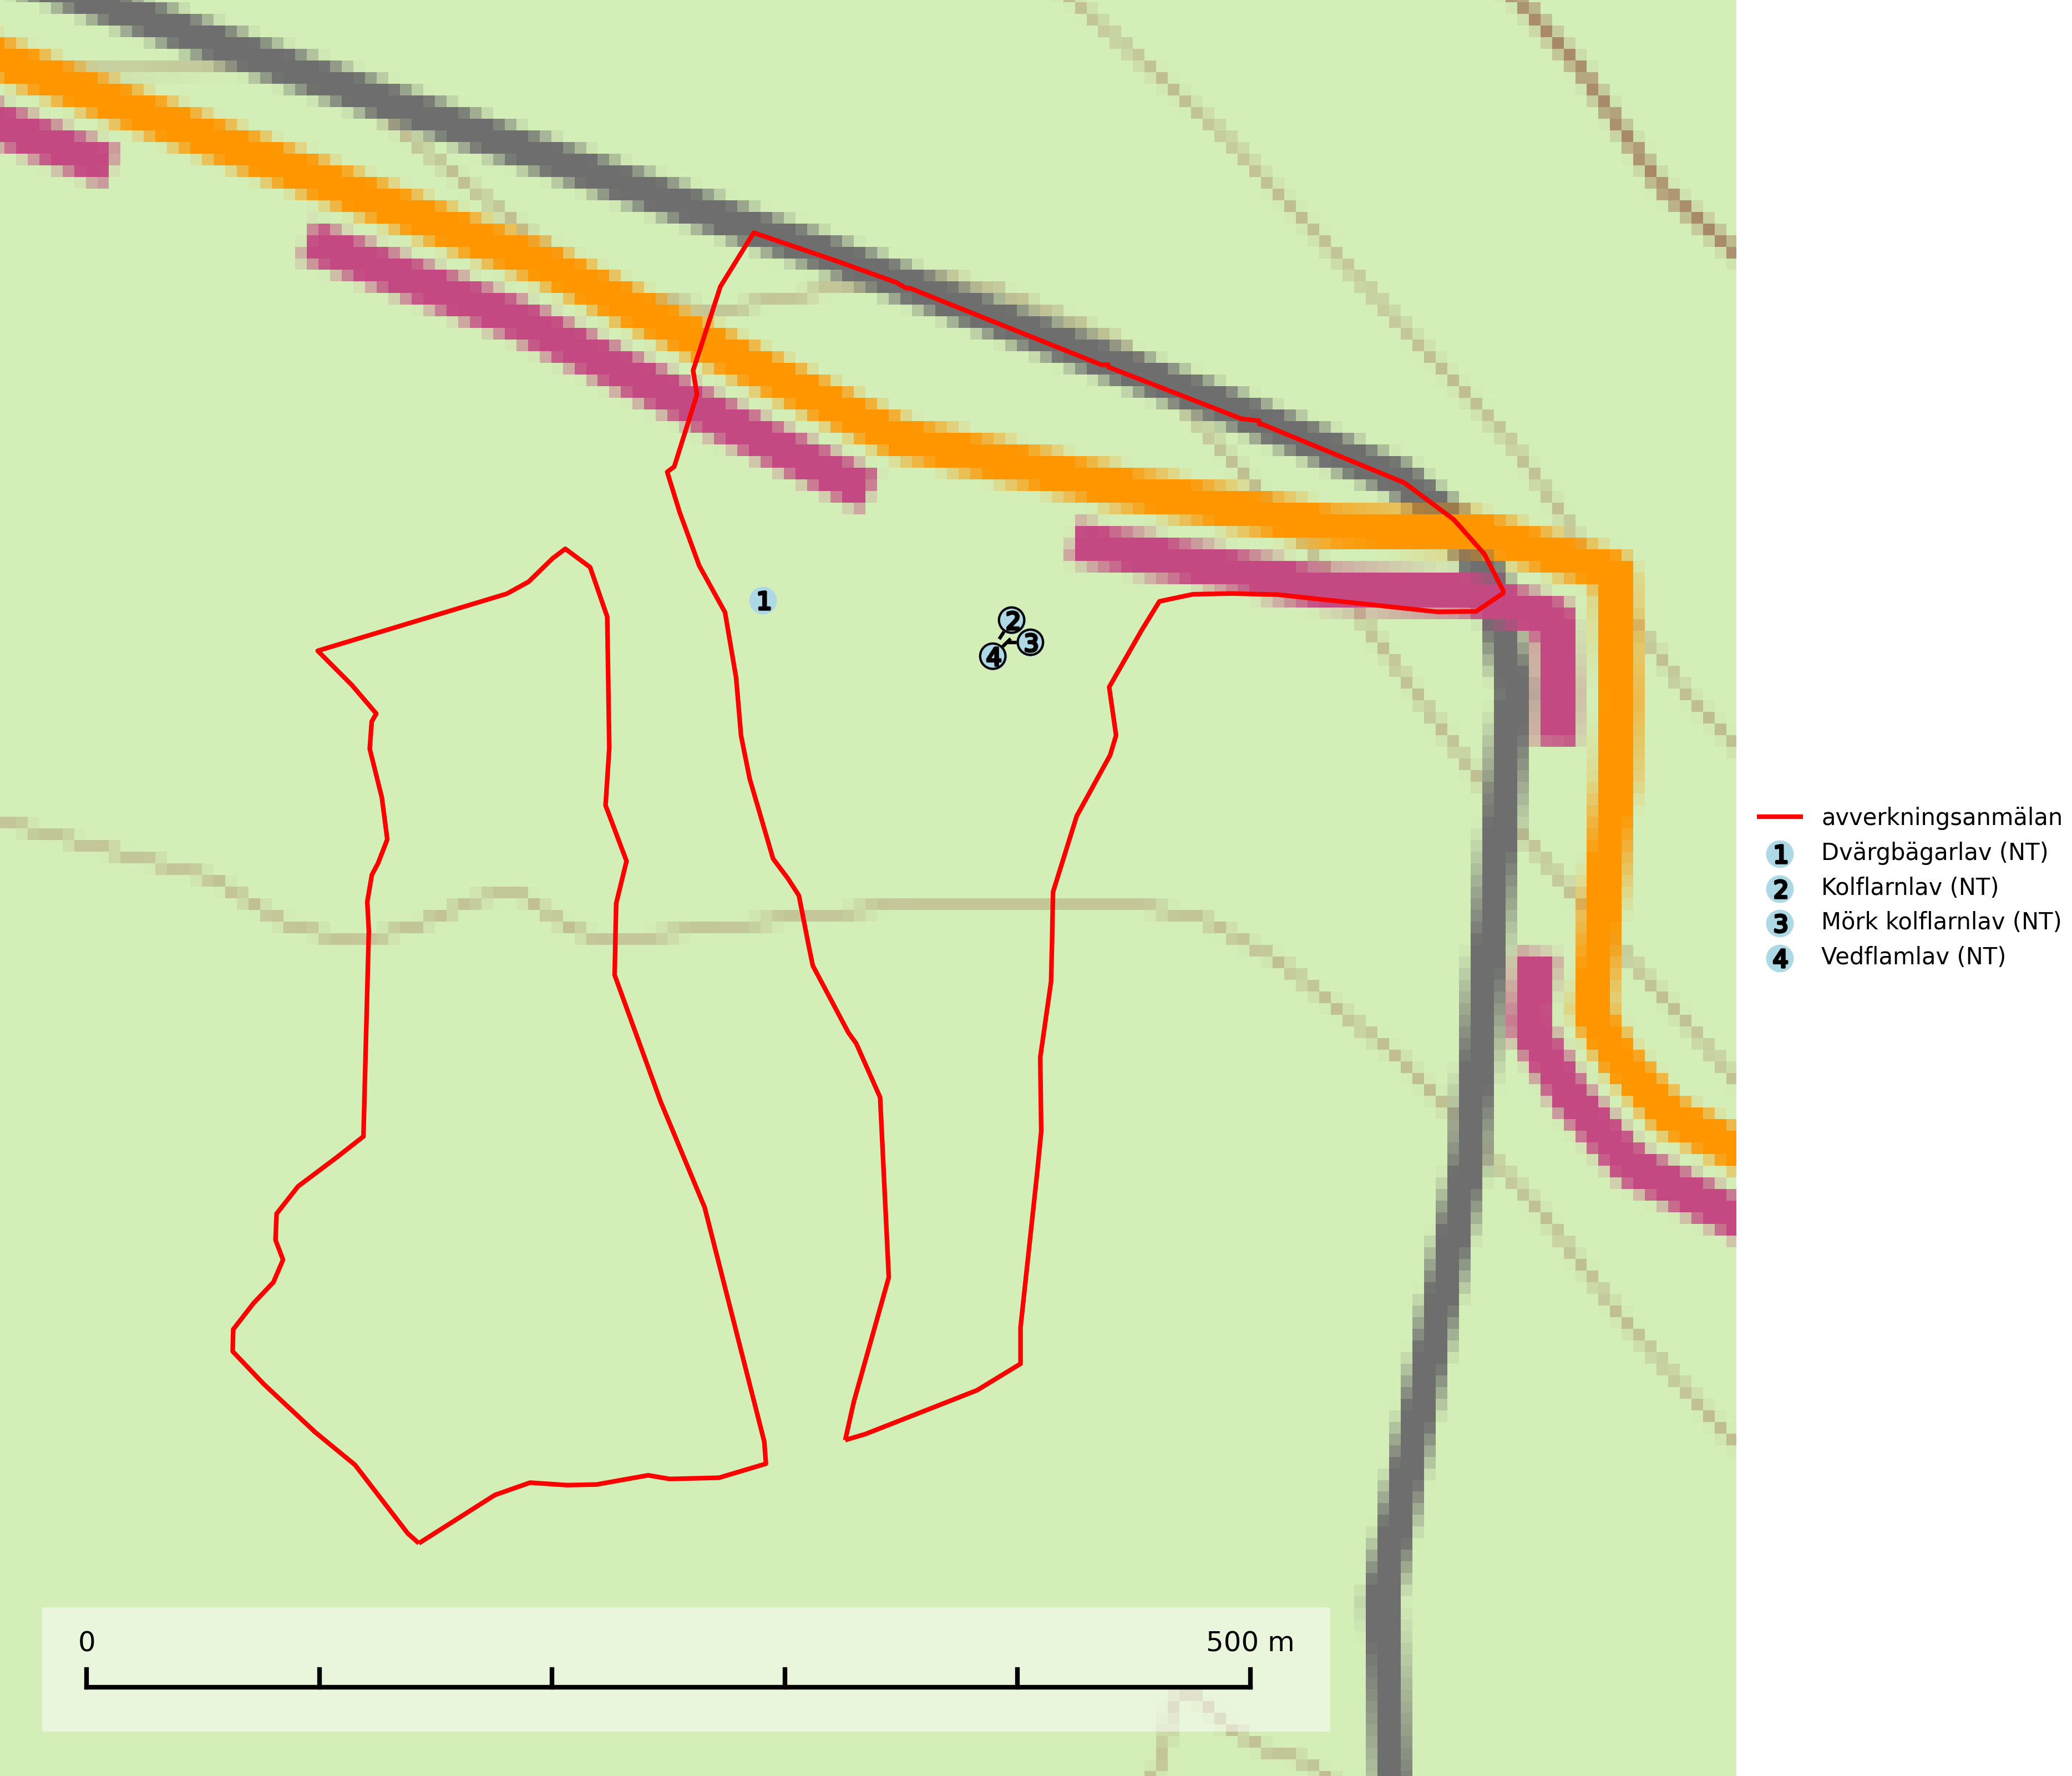 1
2
3
4
avverkningsanmälan
1 Dvärgbägarlav (NT)
2 Kolflarnlav (NT)
3 Mörk kolflarnlav (NT)
4 Vedflamlav (NT)
0 500 m